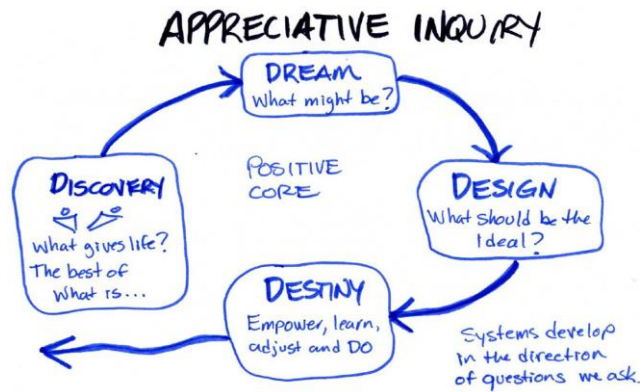 APPRECIATIVE INQUIRY
DREAM
What might be?
POSITIVE
CORE
DISCOVERY
What gives life?
The best of
What is...
DESIGN
What should be the
Ideal?
DESTINY
Empower, learn,
adjust and DO
Systems develop
in the direction
of questions we ask